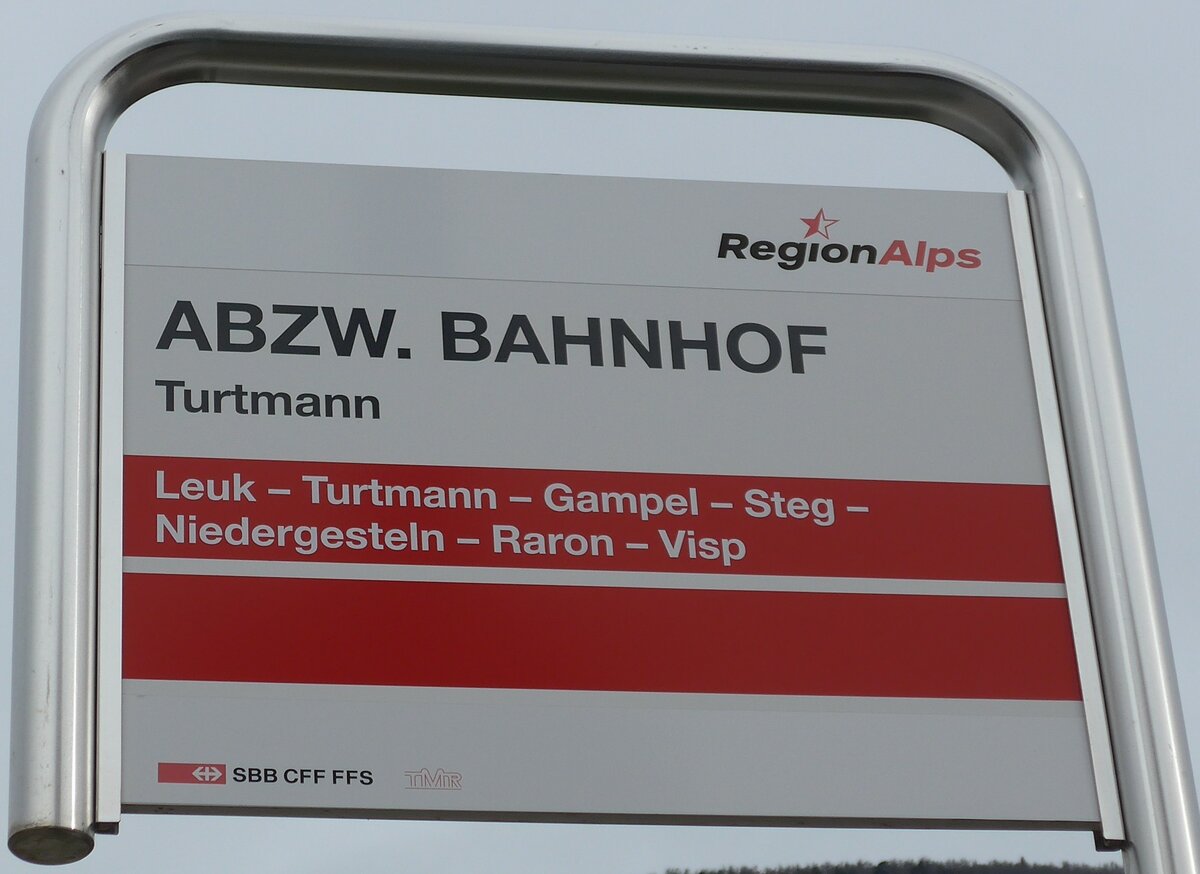 RegionAlps
ABZW. BAHNHOF
Turtmann
Leuk – Turtmann – Gampel – Steg –
Niedergesteln – Raron – Visp
SBB CFF FFS TMR